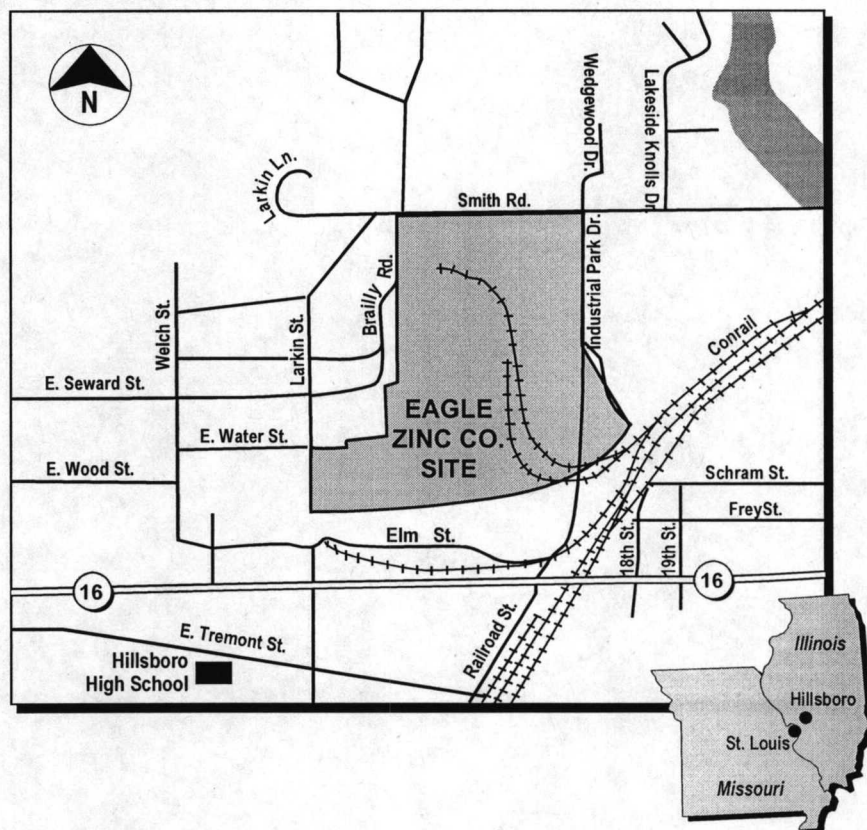 N
Larkin Ln.
Smith Rd.
Wedgewood Dr.
Lakeside Knolls Dr.
Welch St.
Larkin St.
Brailly Rd.
Industrial Park Dr.
Conrail
E. Seward St.
EAGLE
ZINC CO.
SITE
E. Water St.
E. Wood St.
Schram St.
Frey St.
Elm St.
18th St.
19th St.
16
16
E. Tremont St.
Railroad St.
Hillsboro
High School
Illinois
Hillsboro
St. Louis
Missouri